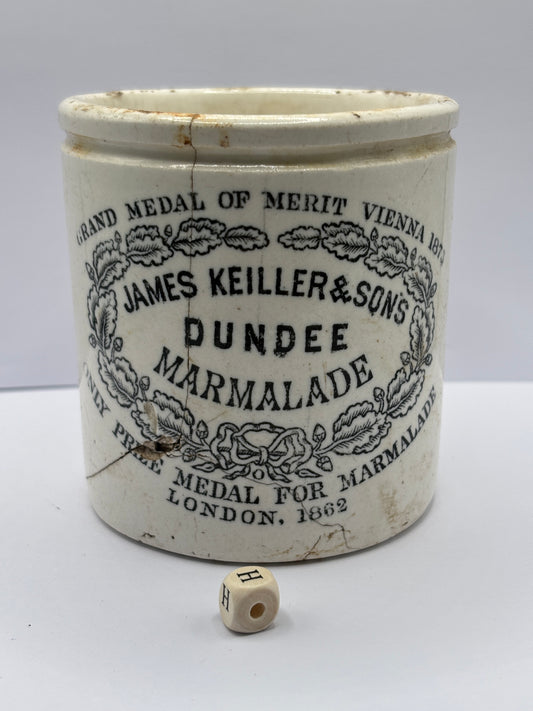 GRAND MEDAL OF MERIT VIENNA 1873
JAMES KEILLER & SON'S
DUNDEE
MARMALADE
ONLY PRIZE MEDAL FOR MARMALADE
LONDON, 1862
O
H
H